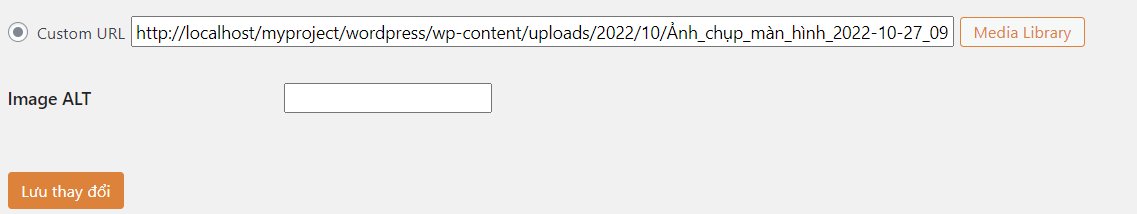 Custom URL http://localhost/myproject/wordpress/wp-content/uploads/2022/10/Ảnh_chụp_màn_hình_2022-10-27_09 Media Library
Image ALT
Lưu thay đổi